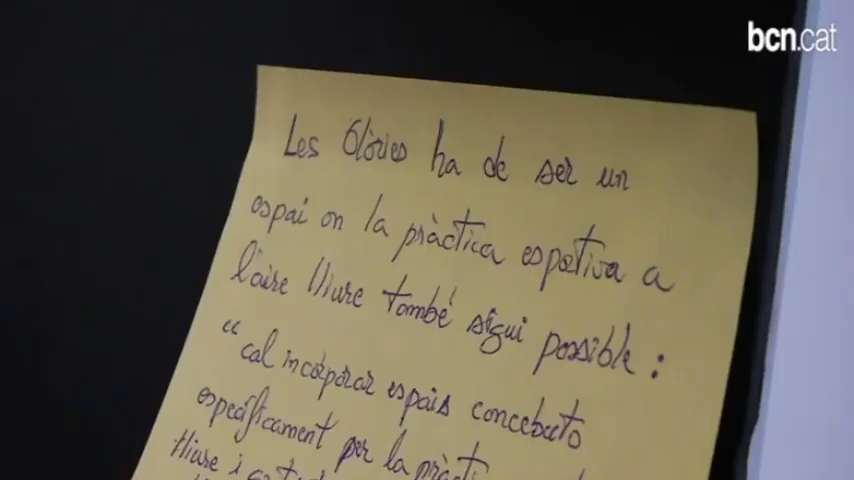 bcn.cat
Les Glòries ha de ser un
espai on la pràctica esportiva a
l'aire lliure també sigui possible:
"cal incorporar espais concebuts
específicament per la pràcti
lliure i